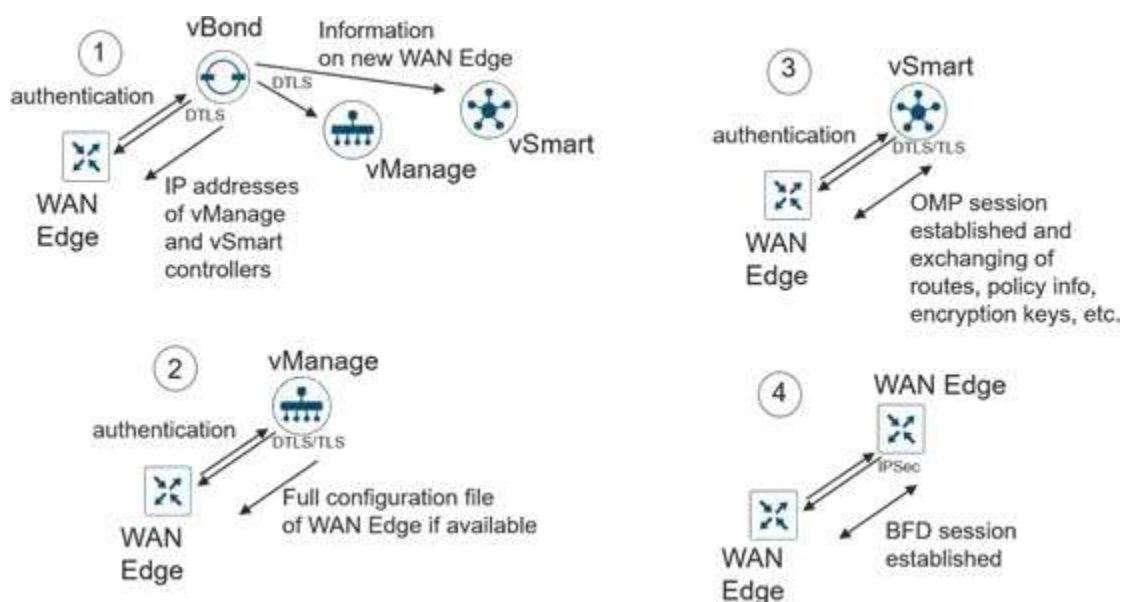 1
vBond
authentication
DTLS
WAN
Edge
Information
on new WAN Edge
DTLS
vManage
vSmart
IP addresses
of vManage
and vSmart
controllers
2
vManage
authentication
DTLS/TLS
WAN
Edge
Full configuration file
of WAN Edge if available
3
vSmart
authentication
DTLS/TLS
WAN
Edge
OMP session
established and
exchanging of
routes, policy info,
encryption keys, etc.
4
WAN Edge
IPSec
WAN
Edge
BFD session
established